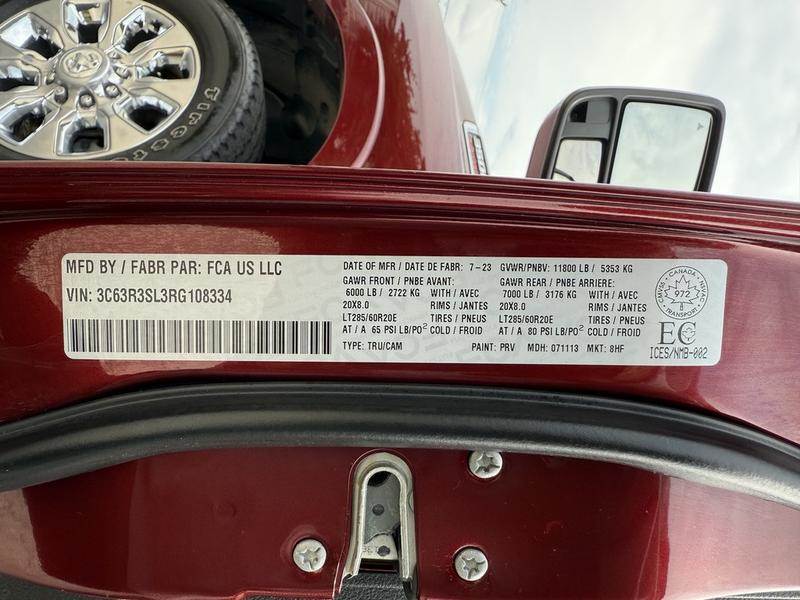 MFD BY / FABR PAR: FCA US LLC
VIN: 3C63R3SL3RG108334
DATE OF MFR / DATE DE FABR: 7-23 GVWR/PNBV: 11800 LB / 5353 KG
GAWR FRONT / PNBE AVANT: GAWR REAR / PNBE ARRIERE:
6000 LB / 2722 KG WITH / AVEC 7000 LB / 3176 KG WITH / AVEC
20X8.0 RIMS / JANTES 20X8.0 RIMS / JANTES
LT285/60R20E TIRES / PNEUS LT285/60R20E TIRES / PNEUS
AT / A 65 PSI LB/PO² COLD / FROID AT / A 80 PSI LB/PO² COLD / FROID
TYPE: TRU/CAM PAINT: PRV MDH: 071113 MKT: 8HF
CANADA
CMVSS NSVAC
972
TRANSPORT
EC
ICES/NMB-002
Firestone